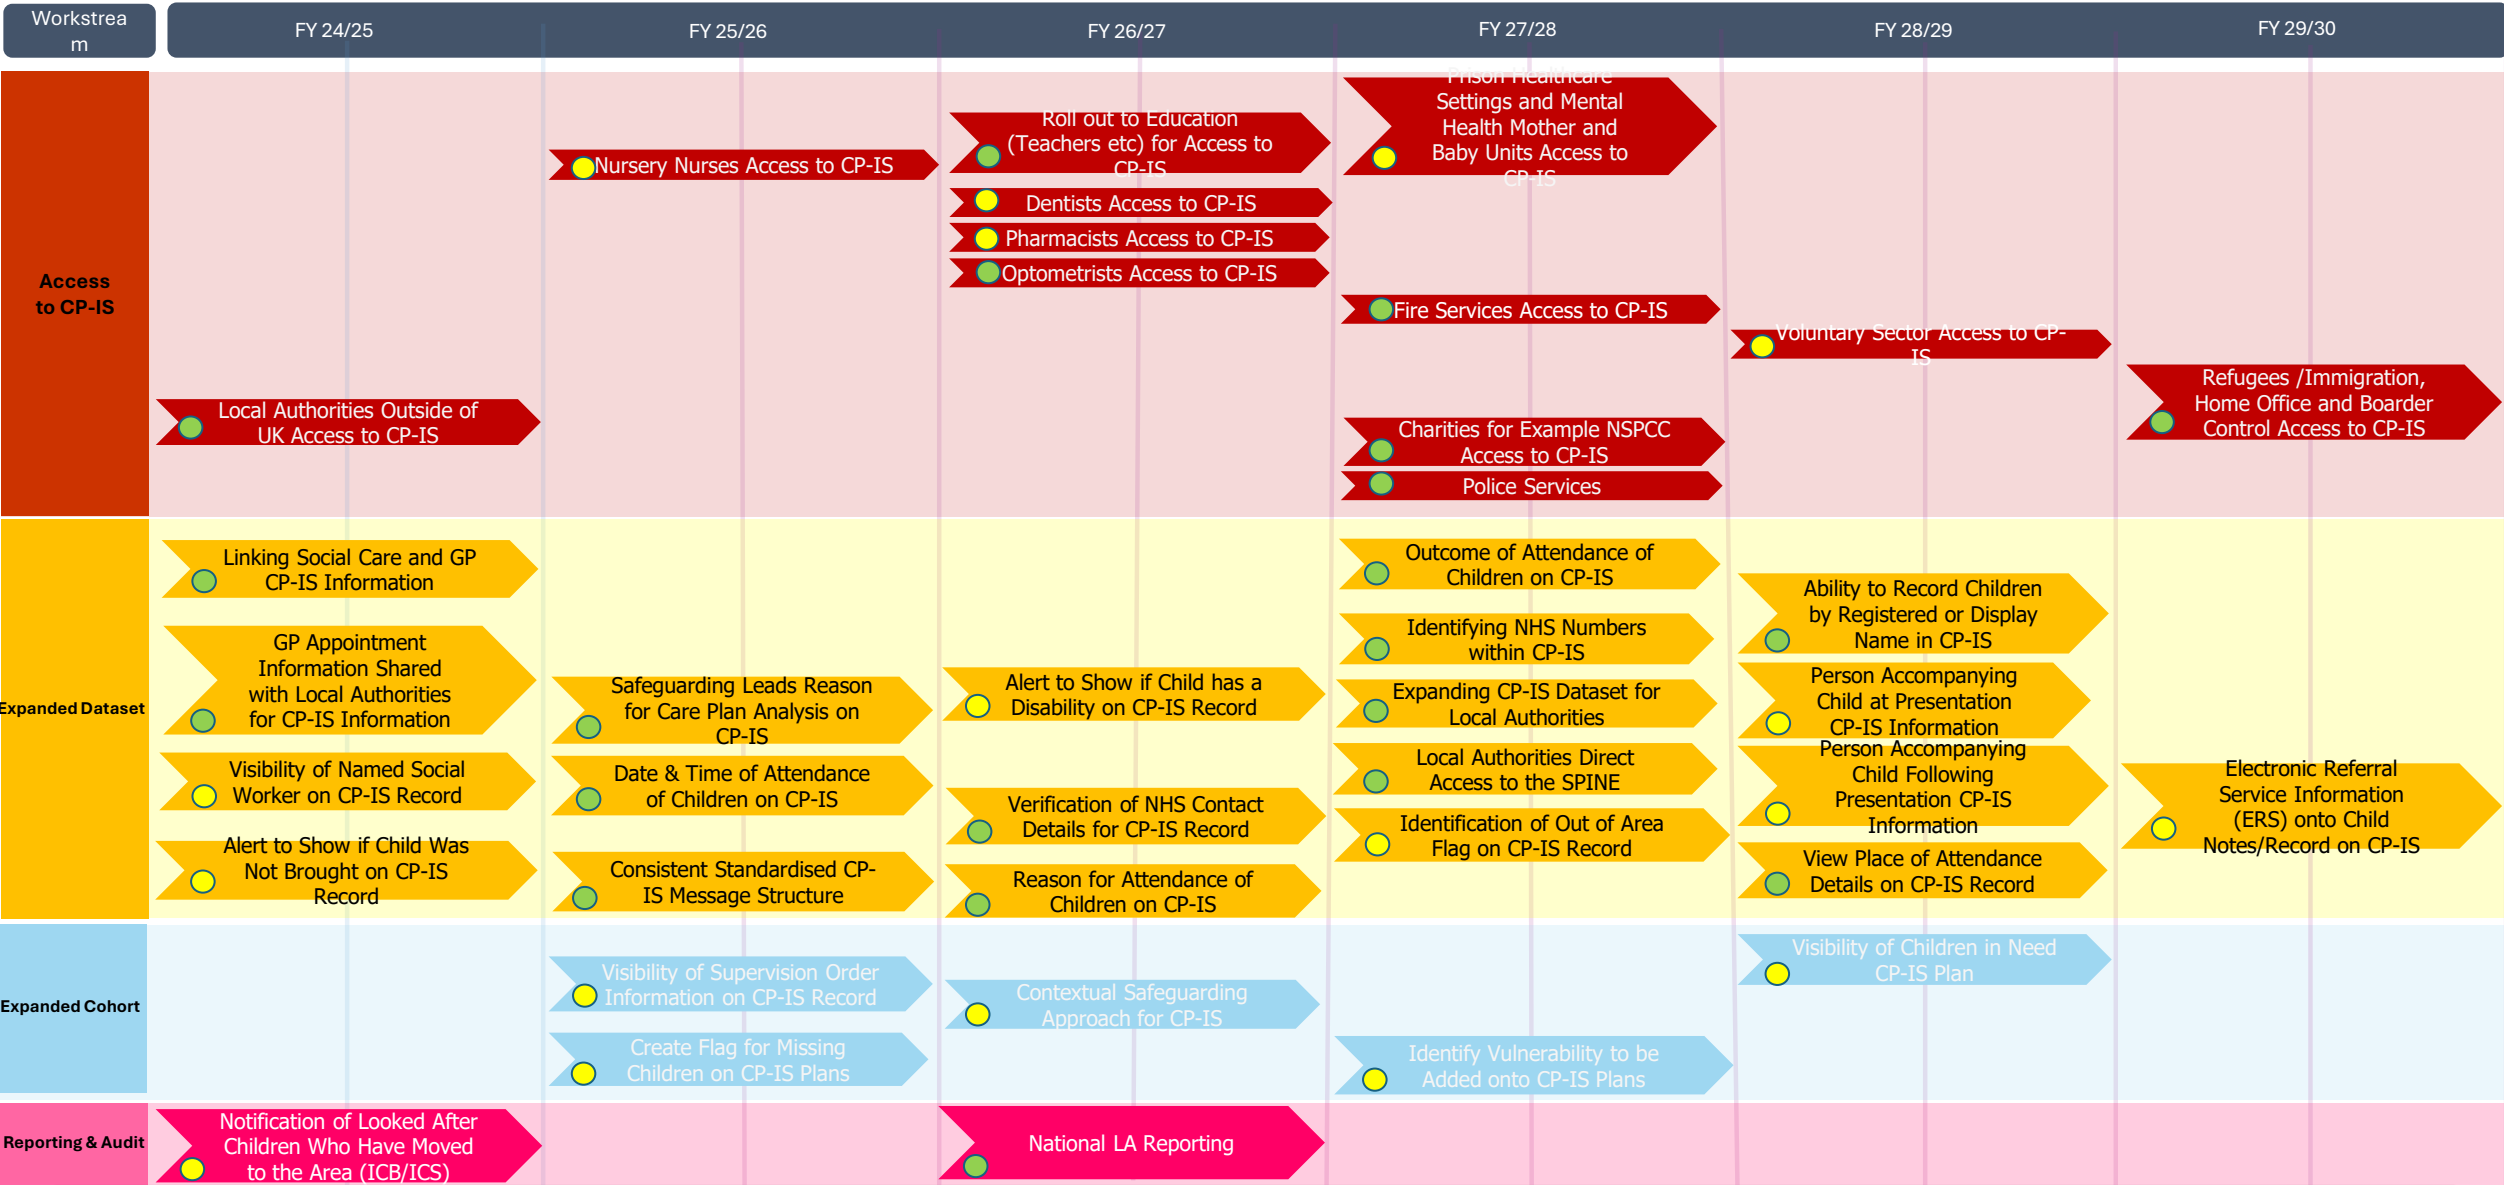 Workstrea
m
FY 24/25
FY 25/26
FY 26/27
FY 27/28
FY 28/29
FY 29/30
Access
to CP-IS
Nursery Nurses Access to CP-IS
Roll out to Education
(Teachers etc) for Access to
CP-IS
Dentists Access to CP-IS
Pharmacists Access to CP-IS
Optometrists Access to CP-IS
Prison Healthcare
Settings and Mental
Health Mother and
Baby Units Access to
CP-IS
Fire Services Access to CP-IS
Voluntary Sector Access to CP-
IS
Local Authorities Outside of
UK Access to CP-IS
Charities for Example NSPCC
Access to CP-IS
Police Services
Refugees /Immigration,
Home Office and Boarder
Control Access to CP-IS
Expanded Dataset
Linking Social Care and GP
CP-IS Information
GP Appointment
Information Shared
with Local Authorities
for CP-IS Information
Visibility of Named Social
Worker on CP-IS Record
Alert to Show if Child Was
Not Brought on CP-IS
Record
Safeguarding Leads Reason
for Care Plan Analysis on
CP-IS
Date & Time of Attendance
of Children on CP-IS
Consistent Standardised CP-
IS Message Structure
Alert to Show if Child has a
Disability on CP-IS Record
Verification of NHS Contact
Details for CP-IS Record
Reason for Attendance of
Children on CP-IS
Outcome of Attendance of
Children on CP-IS
Identifying NHS Numbers
within CP-IS
Expanding CP-IS Dataset for
Local Authorities
Local Authorities Direct
Access to the SPINE
Identification of Out of Area
Flag on CP-IS Record
Ability to Record Children
by Registered or Display
Name in CP-IS
Person Accompanying
Child at Presentation
CP-IS Information
Person Accompanying
Child Following
Presentation CP-IS
Information
View Place of Attendance
Details on CP-IS Record
Electronic Referral
Service Information
(ERS) onto Child
Notes/Record on CP-IS
Expanded Cohort
Visibility of Supervision Order
Information on CP-IS Record
Create Flag for Missing
Children on CP-IS Plans
Contextual Safeguarding
Approach for CP-IS
Identify Vulnerability to be
Added onto CP-IS Plans
Visibility of Children in Need
CP-IS Plan
Reporting & Audit
Notification of Looked After
Children Who Have Moved
to the Area (ICB/ICS)
National LA Reporting